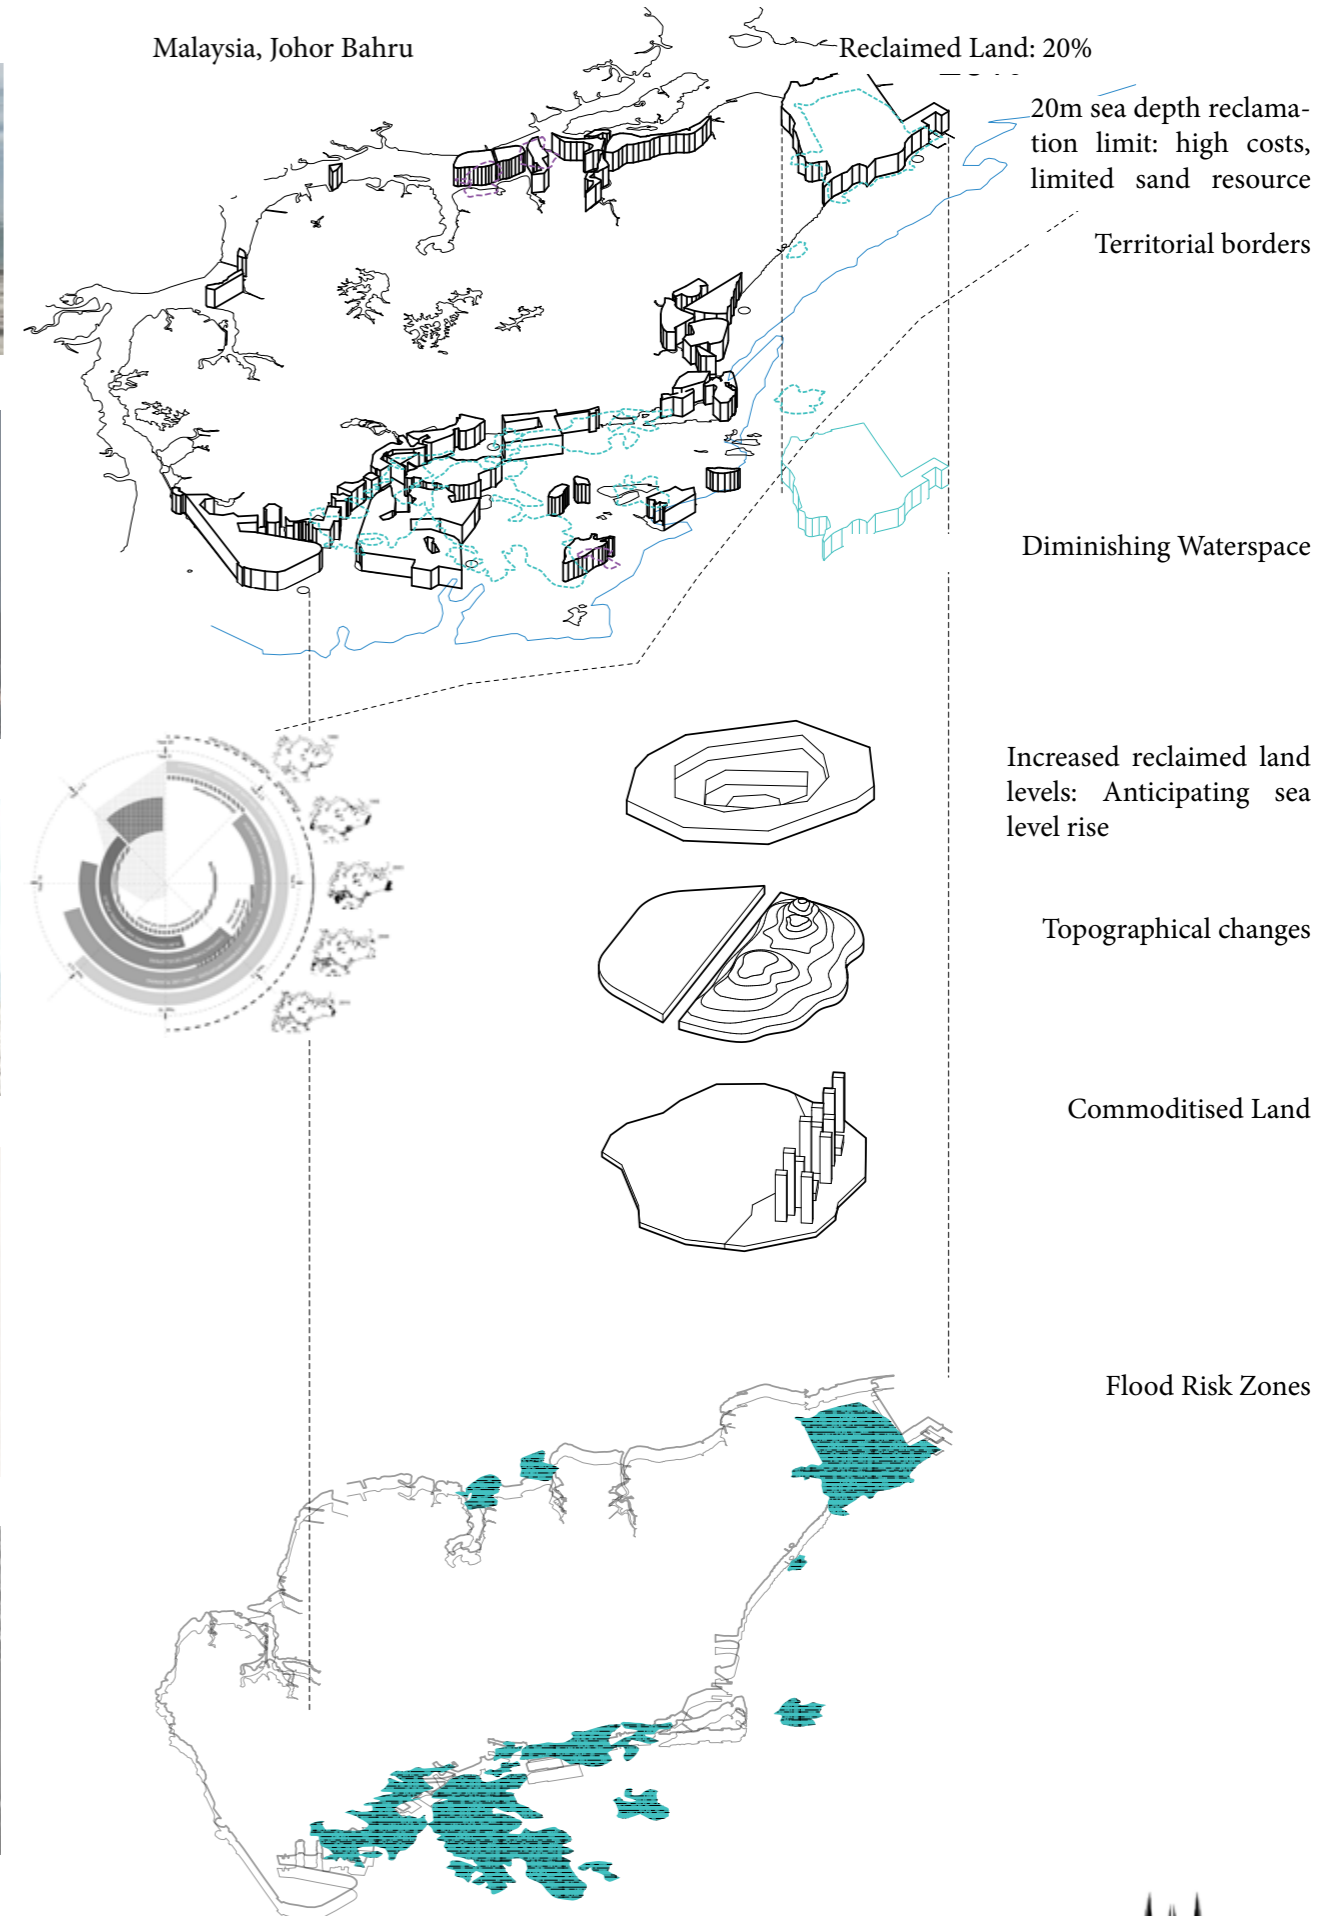 Malaysia, Johor Bahru
Reclaimed Land: 20%
20m sea depth reclama-
tion limit: high costs,
limited sand resource
Territorial borders
Diminishing Waterspace
Increased reclaimed land
levels: Anticipating sea
level rise
Topographical changes
Commoditised Land
Flood Risk Zones